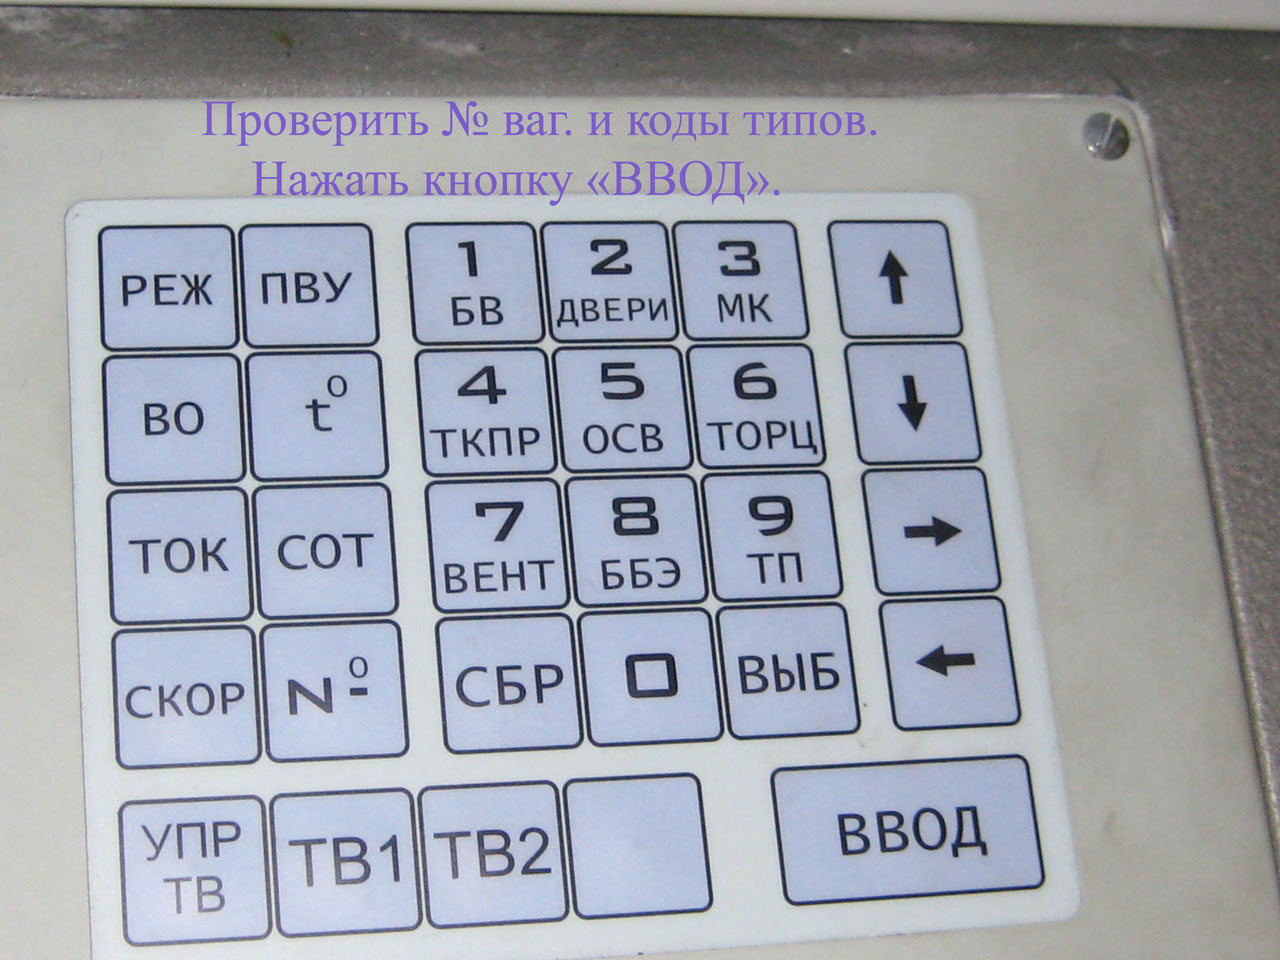 Проверить № ваг. и коды типов.
Нажать кнопку «ВВОД».
РЕЖ ПВУ 1 2 3 ↑
БВ ДВЕРИ МК
ВО t° 4 5 6 ↓
ТКПР ОСВ ТОРЦ
ТОК СОТ 7 8 9 →
ВЕНТ ББЭ ТП
СКОР № СБР 0 ВЫБ ←
УПР
ТВ ТВ1 ТВ2 ВВОД